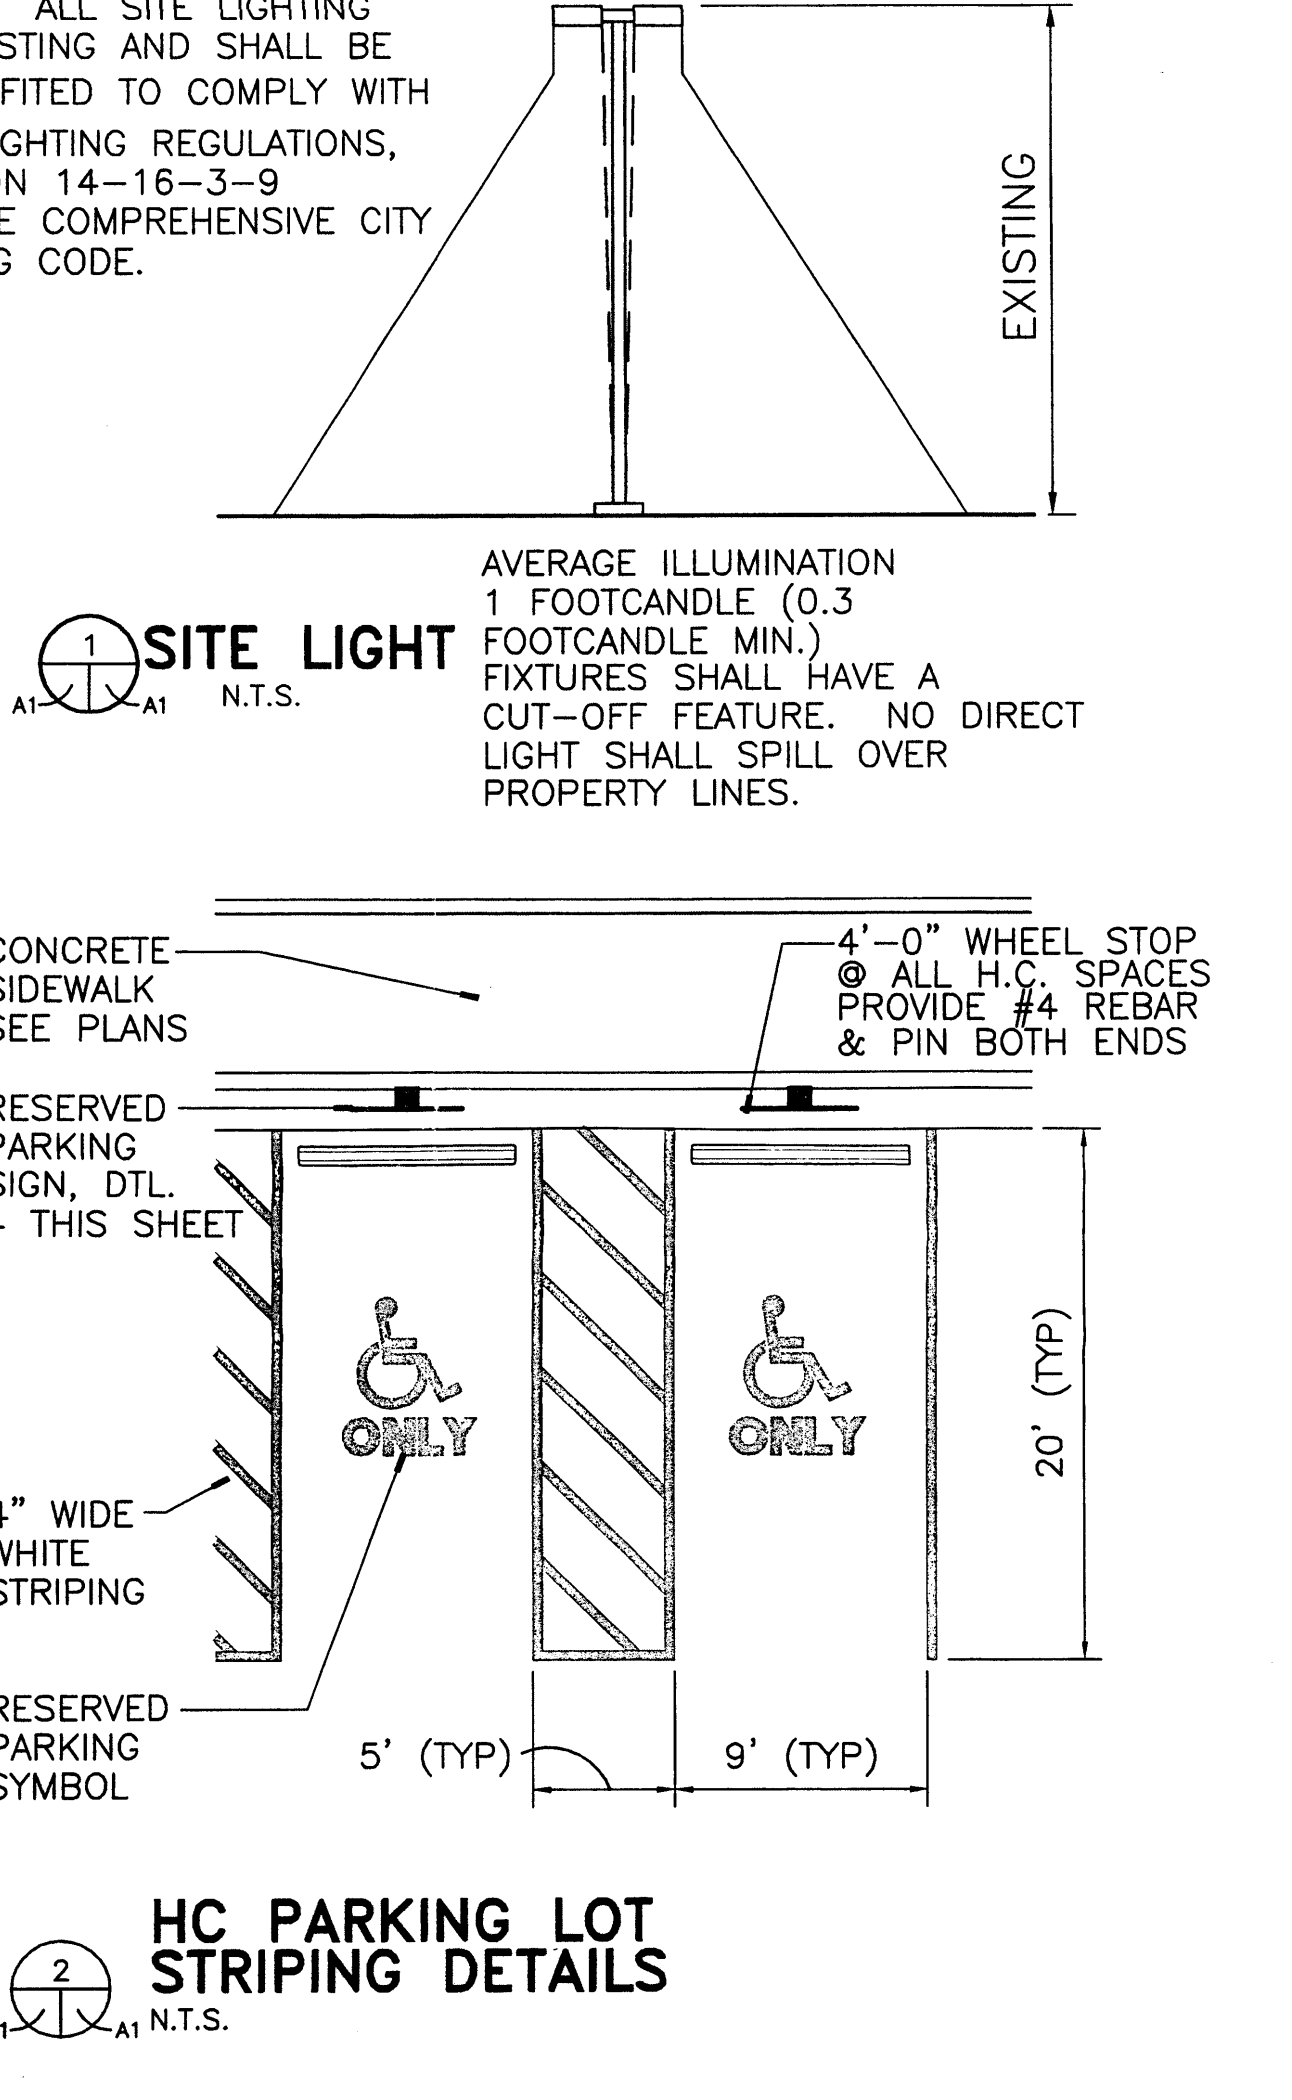 ALL SITE LIGHTING
STING AND SHALL BE
FITED TO COMPLY WITH
GHTING REGULATIONS,
ON 14-16-3-9
E COMPREHENSIVE CITY
G CODE.
EXISTING
AVERAGE ILLUMINATION
1 FOOTCANDLE (0.3
FOOTCANDLE MIN.)
FIXTURES SHALL HAVE A
CUT-OFF FEATURE. NO DIRECT
LIGHT SHALL SPILL OVER
PROPERTY LINES.
1
A1 A1
SITE LIGHT
N.T.S.
CONCRETE
SIDEWALK
SEE PLANS
4'-0" WHEEL STOP
@ ALL H.C. SPACES
PROVIDE #4 REBAR
& PIN BOTH ENDS
RESERVED
PARKING
SIGN, DTL.
- THIS SHEET
ONLY
ONLY
20' (TYP)
4" WIDE
WHITE
STRIPING
RESERVED
PARKING
SYMBOL
5' (TYP)
9' (TYP)
HC PARKING LOT
STRIPING DETAILS
2
1 A1
N.T.S.